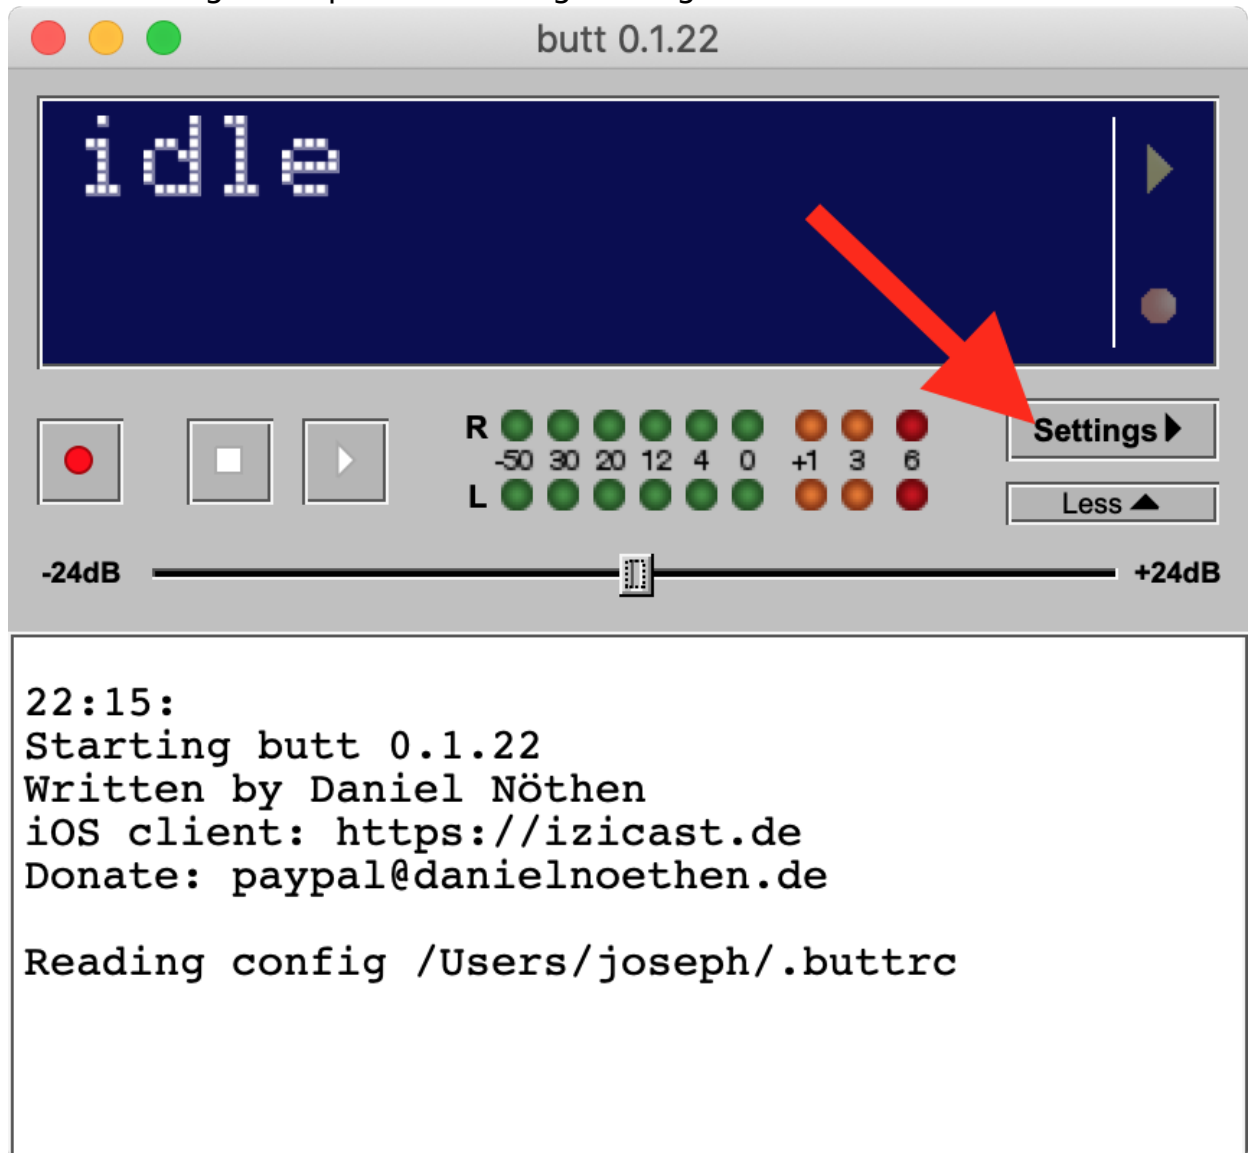 butt 0.1.22
idle
R
-50 30 20 12 4 0 +1 3 6
L
Settings
Less
-24dB
+24dB
22:15:
Starting butt 0.1.22
Written by Daniel Nöthen
iOS client: https://izicast.de
Donate: paypal@danielnoethen.de
Reading config /Users/joseph/.buttrc